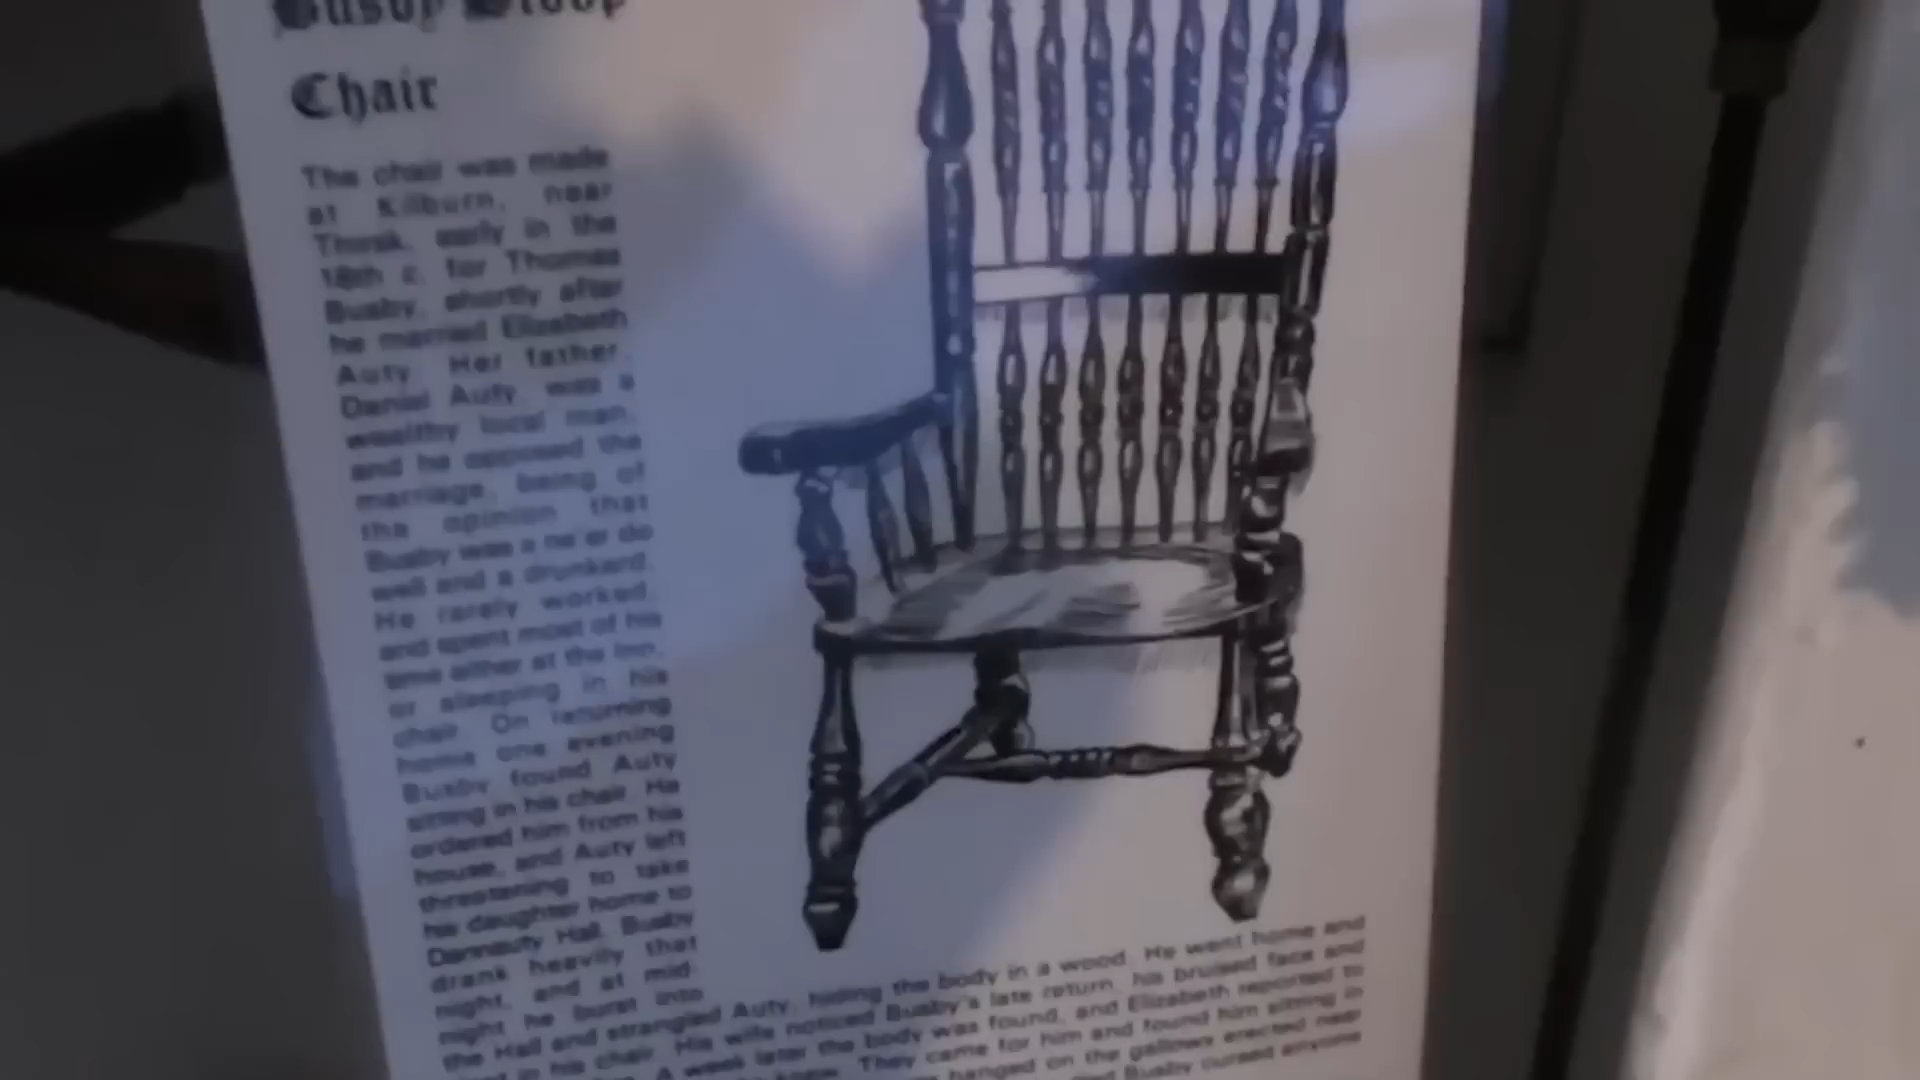 Busby Stoop
Chair
The chair was made
at Kilburn, near
Thirsk, early in the
18th c. for Thomas
Busby, shortly after
he married Elizabeth
Auty. Her father,
Daniel Auty, was a
wealthy local man,
and he opposed the
marriage, being of
the opinion that
Busby was a ne'er do
well and a drunkard.
He rarely worked,
and spent most of his
time either at the Inn,
or sleeping in his
chair. On returning
home one evening
Busby found Auty
sitting in his chair. He
ordered him from his
house, and Auty left
threatening to take
his daughter home to
Dannauty Hall. Busby
drank heavily that
night, and at mid-
night he burst into
the Hall and strangled Auty, hiding the body in a wood. He went home and
in his chair. His wife noticed Busby's late return, his bruised face and
A week later the body was found, and Elizabeth reported to
knew. They came for him and found him sitting in
hanged on the gallows erected near
Busby cursed anyone